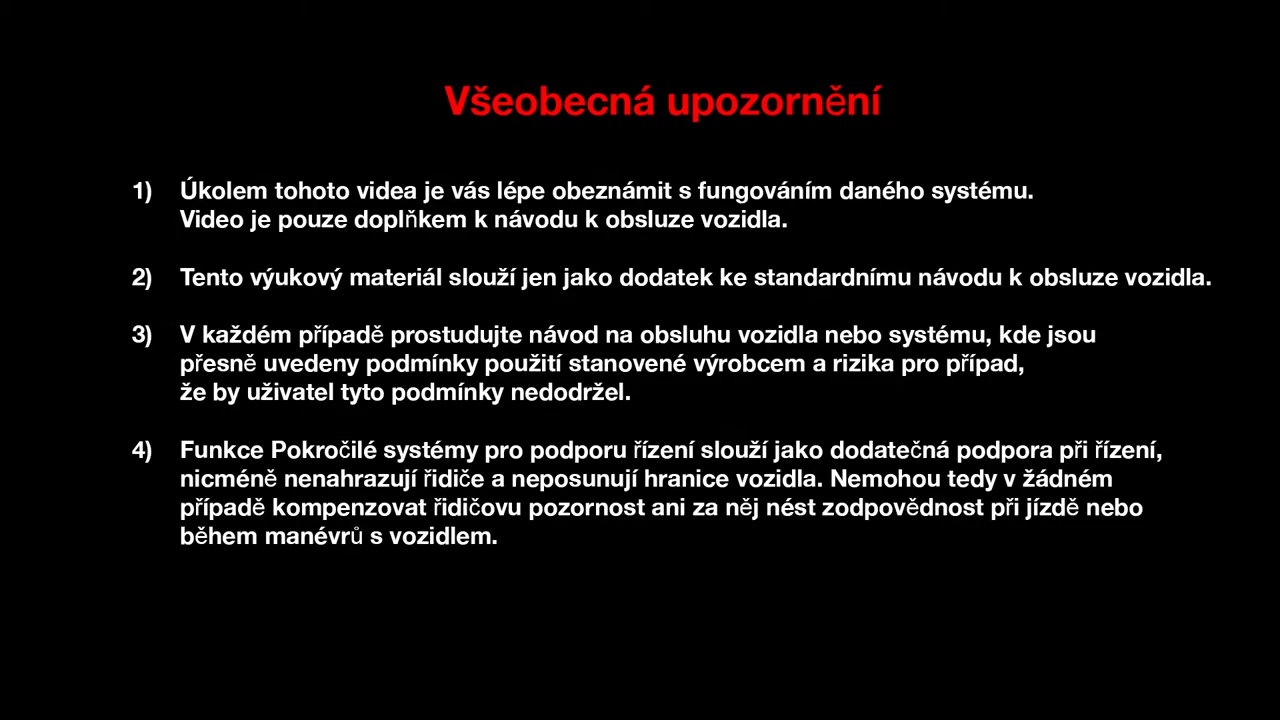 Všeobecná upozornění
1) Úkolem tohoto videa je vás lépe obeznámit s fungováním daného systému.
Video je pouze doplňkem k návodu k obsluze vozidla.
2) Tento výukový materiál slouží jen jako dodatek ke standardnímu návodu k obsluze vozidla.
3) V každém případě prostudujte návod na obsluhu vozidla nebo systému, kde jsou
přesně uvedeny podmínky použití stanovené výrobcem a rizika pro případ,
že by uživatel tyto podmínky nedodržel.
4) Funkce Pokročilé systémy pro podporu řízení slouží jako dodatečná podpora při řízení,
nicméně nenahrazují řidiče a neposunují hranice vozidla. Nemohou tedy v žádném
případě kompenzovat řidičovu pozornost ani za něj nést zodpovědnost při jízdě nebo
během manévrů s vozidlem.